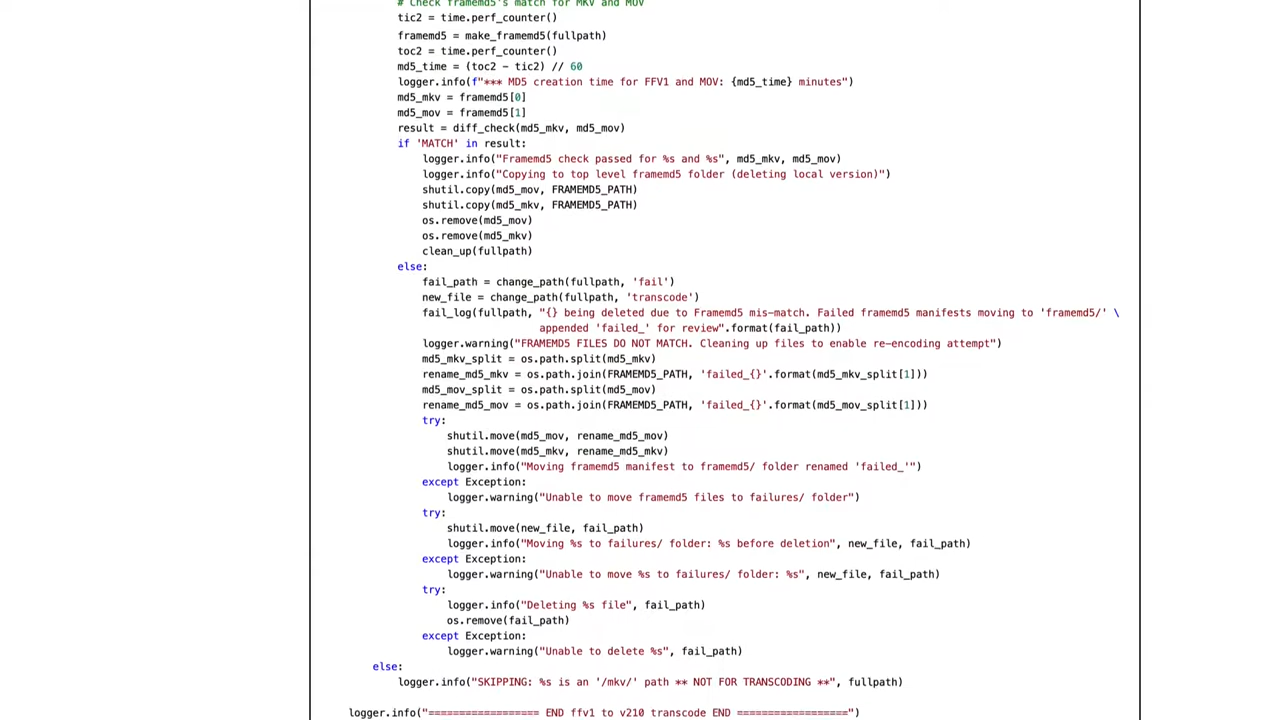 # Check framemd5's match for MKV and MOV
tic2 = time.perf_counter()
framemd5 = make_framemd5(fullpath)
toc2 = time.perf_counter()
md5_time = (toc2 - tic2) // 60
logger.info(f"*** MD5 creation time for FFV1 and MOV: {md5_time} minutes")
md5_mkv = framemd5[0]
md5_mov = framemd5[1]
result = diff_check(md5_mkv, md5_mov)
if 'MATCH' in result:
logger.info("Framemd5 check passed for %s and %s", md5_mkv, md5_mov)
logger.info("Copying to top level framemd5 folder (deleting local version)")
shutil.copy(md5_mov, FRAMEMD5_PATH)
shutil.copy(md5_mkv, FRAMEMD5_PATH)
os.remove(md5_mov)
os.remove(md5_mkv)
clean_up(fullpath)
else:
fail_path = change_path(fullpath, 'fail')
new_file = change_path(fullpath, 'transcode')
fail_log(fullpath, "{} being deleted due to Framemd5 mis-match. Failed framemd5 manifests moving to 'framemd5/' \
appended 'failed_' for review".format(fail_path))
logger.warning("FRAMEMD5 FILES DO NOT MATCH. Cleaning up files to enable re-encoding attempt")
md5_mkv_split = os.path.split(md5_mkv)
rename_md5_mkv = os.path.join(FRAMEMD5_PATH, 'failed_{}'.format(md5_mkv_split[1]))
md5_mov_split = os.path.split(md5_mov)
rename_md5_mov = os.path.join(FRAMEMD5_PATH, 'failed_{}'.format(md5_mov_split[1]))
try:
shutil.move(md5_mov, rename_md5_mov)
shutil.move(md5_mkv, rename_md5_mkv)
logger.info("Moving framemd5 manifest to framemd5/ folder renamed 'failed_'")
except Exception:
logger.warning("Unable to move framemd5 files to failures/ folder")
try:
shutil.move(new_file, fail_path)
logger.info("Moving %s to failures/ folder: %s before deletion", new_file, fail_path)
except Exception:
logger.warning("Unable to move %s to failures/ folder: %s", new_file, fail_path)
try:
logger.info("Deleting %s file", fail_path)
os.remove(fail_path)
except Exception:
logger.warning("Unable to delete %s", fail_path)
else:
logger.info("SKIPPING: %s is an '/mkv/' path ** NOT FOR TRANSCODING **", fullpath)
logger.info("================== END ffv1 to v210 transcode END ==================")